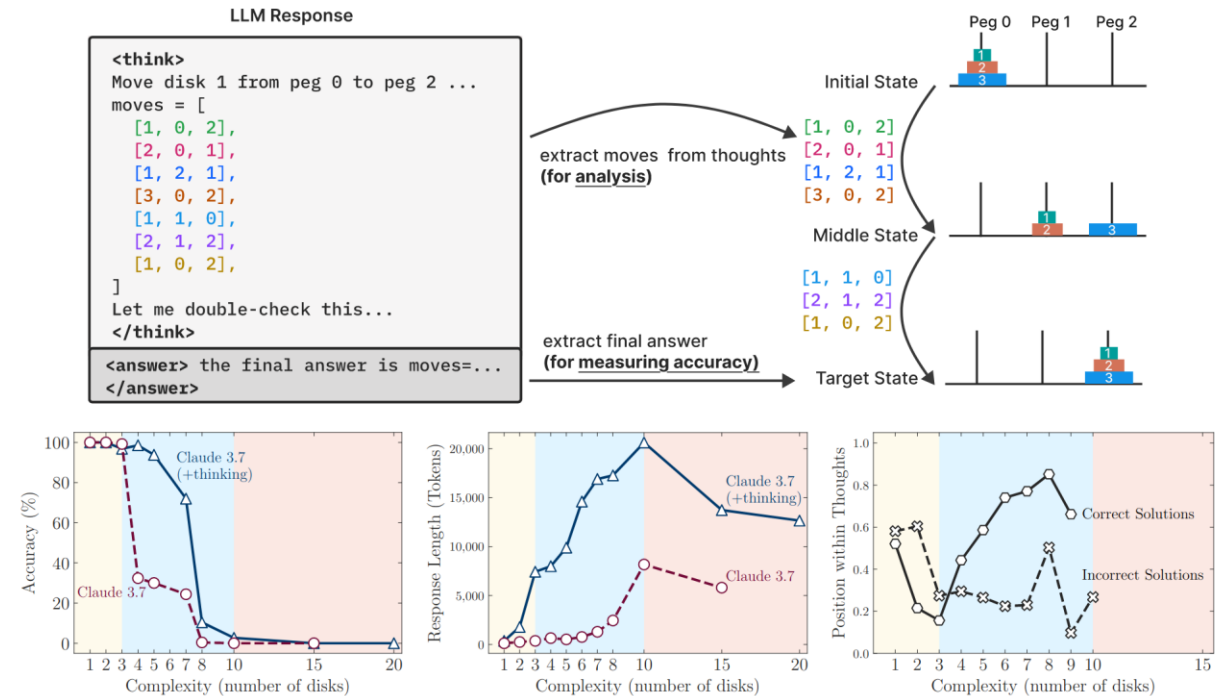 LLM Response
<think>
Move disk 1 from peg 0 to peg 2 ...
moves = [
[1, 0, 2],
[2, 0, 1],
[1, 2, 1],
[3, 0, 2],
[1, 1, 0],
[2, 1, 2],
[1, 0, 2],
]
Let me double-check this...
</think>
<answer> the final answer is moves=...
</answer>
extract moves from thoughts
(for analysis)
extract final answer
(for measuring accuracy)
Peg 0 Peg 1 Peg 2
1
2
3
Initial State
[1, 0, 2]
[2, 0, 1]
[1, 2, 1]
[3, 0, 2]
1
2 3
Middle State
[1, 1, 0]
[2, 1, 2]
[1, 0, 2]
1
2
3
Target State
Accuracy (%)
100
80
60
40
20
0
Claude 3.7
(+thinking)
Claude 3.7
1 2 3 4 5 6 7 8 10 15 20
Complexity (number of disks)
Response Length (Tokens)
20,000
15,000
10,000
5,000
0
Claude 3.7
(+thinking)
Claude 3.7
1 2 3 4 5 6 7 8 10 15 20
Complexity (number of disks)
Position within Thoughts
1.0
0.8
0.6
0.4
0.2
0.0
Correct Solutions
Incorrect Solutions
1 2 3 4 5 6 7 8 9 10 15
Complexity (number of disks)